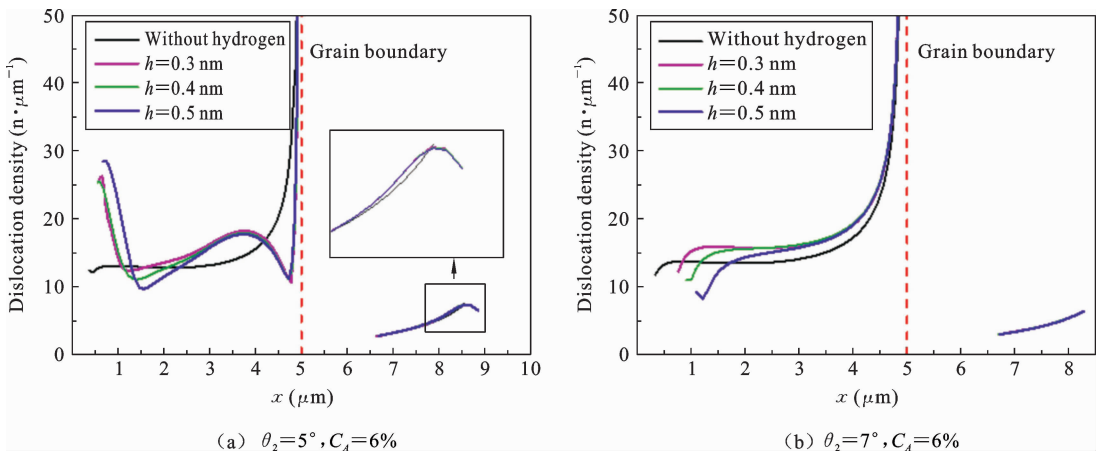 50
40
30
20
10
0
Dislocation density (n·μm⁻¹)
Without hydrogen
h=0.3 nm
h=0.4 nm
h=0.5 nm
Grain boundary
1 2 3 4 5 6 7 8 9 10
x (μm)
(a) θ₂=5°,C_A=6%
50
40
30
20
10
0
Dislocation density (n·μm⁻¹)
Without hydrogen
h=0.3 nm
h=0.4 nm
h=0.5 nm
Grain boundary
1 2 3 4 5 6 7 8
x (μm)
(b) θ₂=7°,C_A=6%